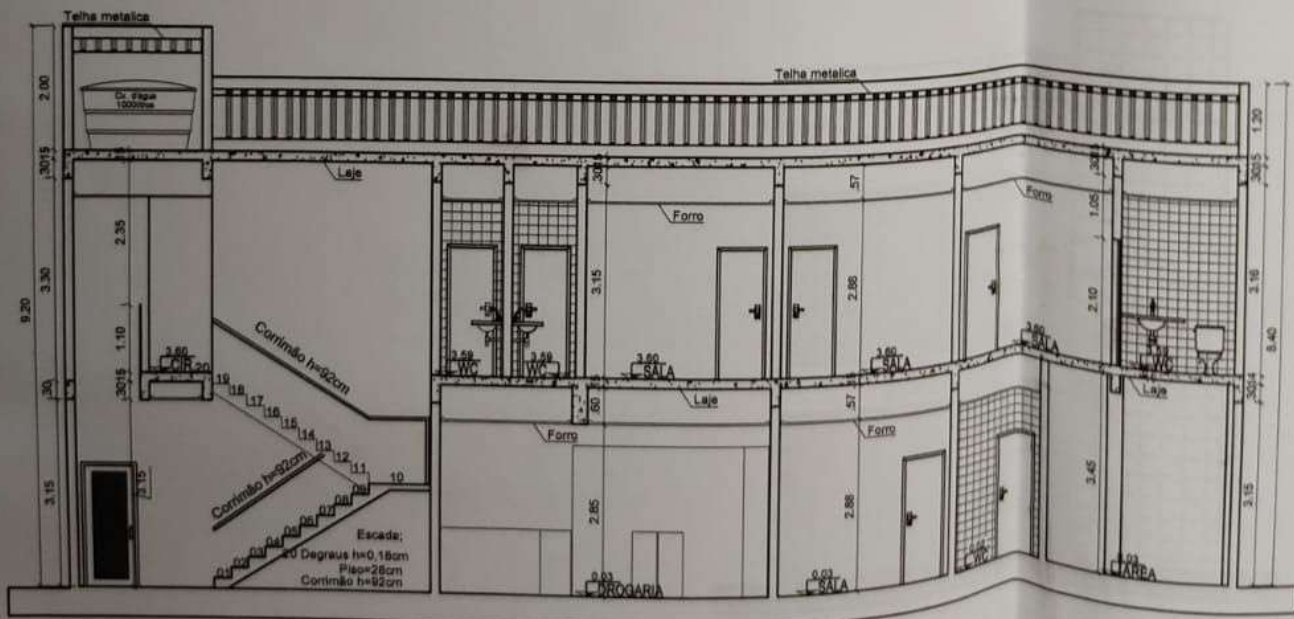 Telha metalica
Telha metalica
Cx. d'agua
1000litros
2.00
1.20
.3015
Laje
.3015
.57
.3015
.3015
Forro
Forro
1.05
2.35
3.30
9.20
3.15
2.88
2.10
3.16
8.40
1.10
Corrimão h=92cm
3.60
CIR.
20
3.59
WC
3.59
WC
3.60
SALA
3.60
SALA
3.60
SALA
WC
.30
.3015
19
18
17
16
15
14
13
12
11
10
09
08
07
06
05
04
03
02
01
.60
Laje
.57
Laje
.3014
Forro
Forro
Corrimão h=92cm
3.15
3.15
2.85
2.88
3.45
3.15
Escada;
20 Degraus h=0,18cm
Piso=28cm
Corrimão h=92cm
0.03
DROGARIA
0.03
SALA
WC
0.03
AREA